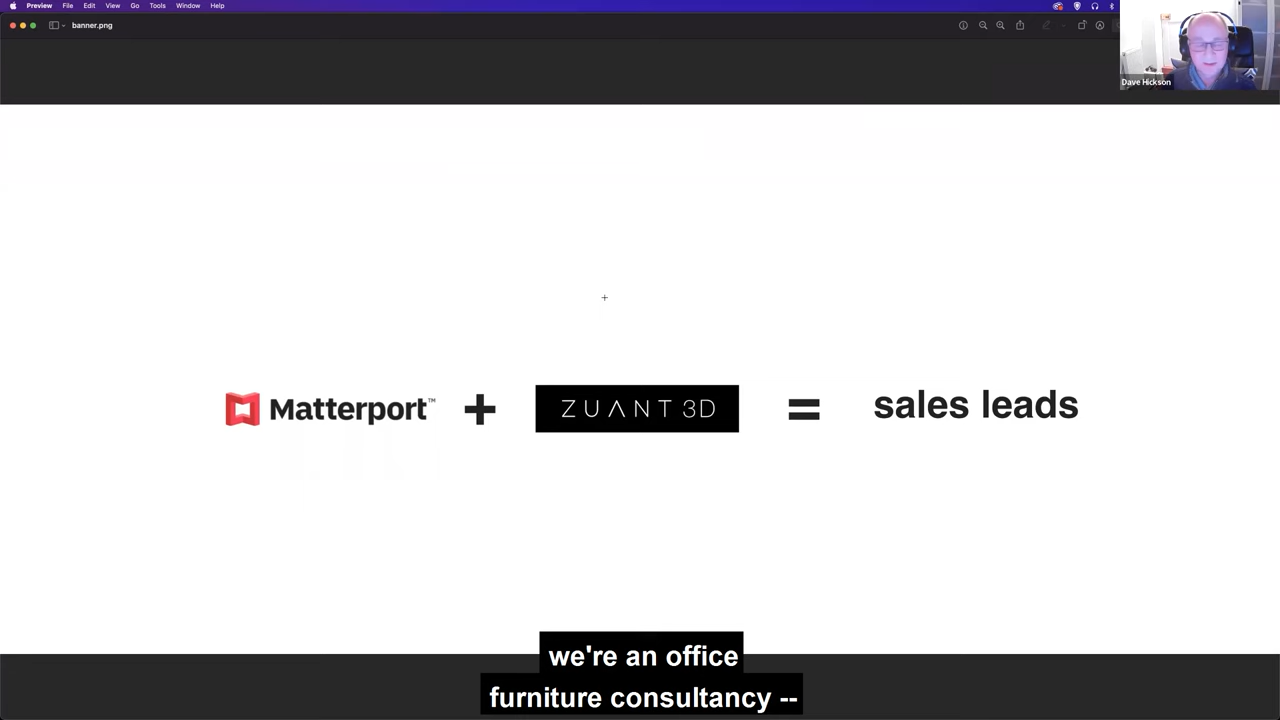 Preview File Edit View Go Tools Window Help
banner.png
Dave Hickson
Matterport™ + ZUANT 3D = sales leads
we're an office
furniture consultancy --